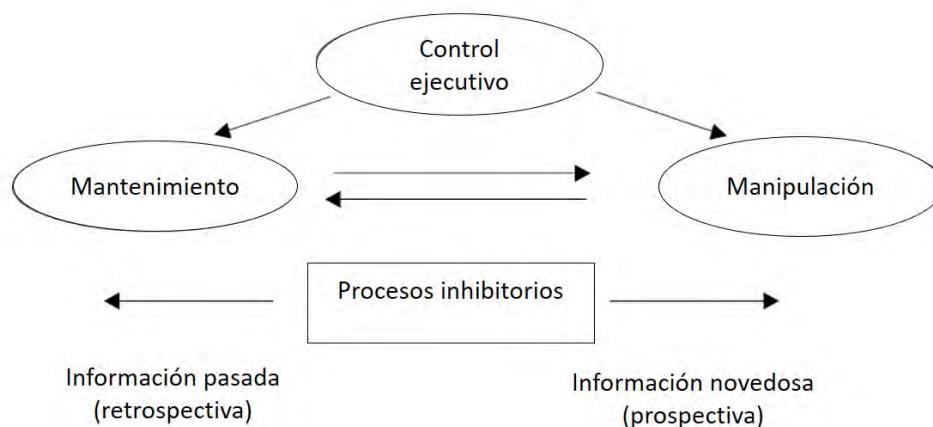 Control
ejecutivo
Mantenimiento
Manipulación
Procesos inhibitorios
Información pasada
(retrospectiva)
Información novedosa
(prospectiva)